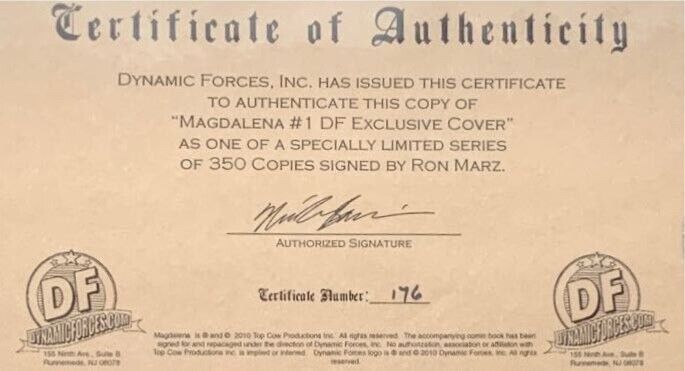 Certificate of Authenticity
DYNAMIC FORCES, INC. HAS ISSUED THIS CERTIFICATE
TO AUTHENTICATE THIS COPY OF
"MAGDALENA #1 DF EXCLUSIVE COVER"
AS ONE OF A SPECIALLY LIMITED SERIES
OF 350 COPIES SIGNED BY RON MARZ.
AUTHORIZED SIGNATURE
Certificate Number: 176
DF
DYNAMICFORCES.COM
155 Ninth Ave., Suite B
Runnemede, NJ 08078
Magdalena is ® and © 2010 Top Cow Productions Inc. All rights reserved. The accompanying comic book has been
signed for and repackaged under the direction of Dynamic Forces, Inc. No authorization, association or affiliation with
Top Cow Productions Inc. is implied or intended. Dynamic Forces logo is ® and © 2010 Dynamic Forces, Inc. All rights
reserved.
DF
DYNAMICFORCES.COM
155 Ninth Ave., Suite B
Runnemede, NJ 08078